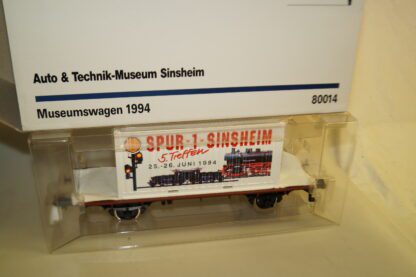 Auto & Technik-Museum Sinsheim
Museumswagen 1994
80014
SPUR-1-SINSHEIM
5. Treffen
25.-26. JUNI 1994